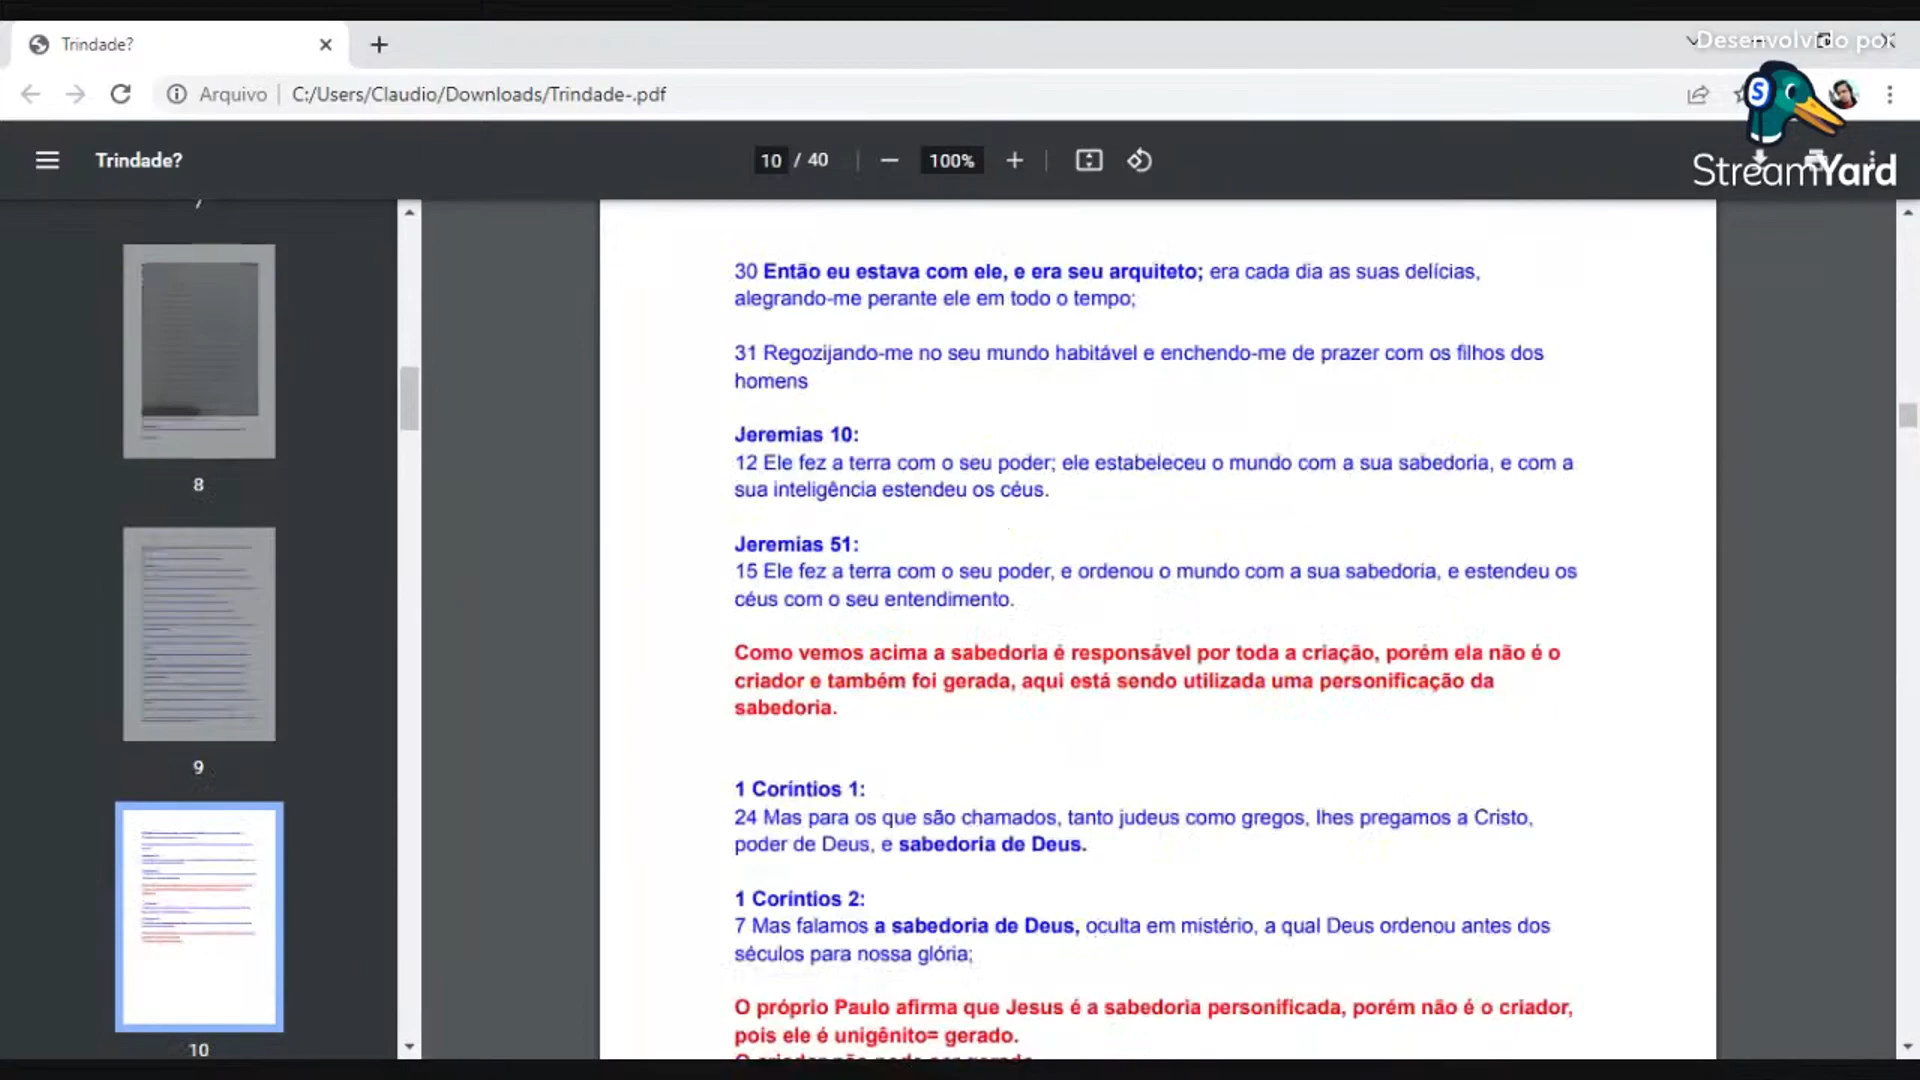 Trindade?
Desenvolvido por
Arquivo
C:/Users/Claudio/Downloads/Trindade-.pdf
StreamYard
Trindade?
10 / 40
100%
7
8
9
10
30 Então eu estava com ele, e era seu arquiteto; era cada dia as suas delícias,
alegrando-me perante ele em todo o tempo;
31 Regozijando-me no seu mundo habitável e enchendo-me de prazer com os filhos dos
homens
Jeremias 10:
12 Ele fez a terra com o seu poder; ele estabeleceu o mundo com a sua sabedoria, e com a
sua inteligência estendeu os céus.
Jeremias 51:
15 Ele fez a terra com o seu poder, e ordenou o mundo com a sua sabedoria, e estendeu os
céus com o seu entendimento.
Como vemos acima a sabedoria é responsável por toda a criação, porém ela não é o
criador e também foi gerada, aqui está sendo utilizada uma personificação da
sabedoria.
1 Coríntios 1:
24 Mas para os que são chamados, tanto judeus como gregos, lhes pregamos a Cristo,
poder de Deus, e sabedoria de Deus.
1 Coríntios 2:
7 Mas falamos a sabedoria de Deus, oculta em mistério, a qual Deus ordenou antes dos
séculos para nossa glória;
O próprio Paulo afirma que Jesus é a sabedoria personificada, porém não é o criador,
pois ele é unigênito= gerado.